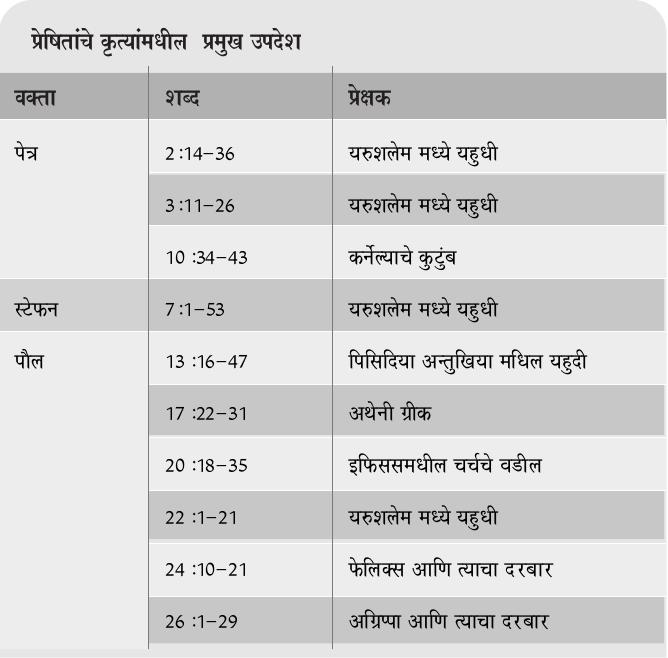 प्रेषितांचे कृत्यांमधील प्रमुख उपदेश
वक्ता शब्द प्रेक्षक
पेत्र 2:14–36 यरुशलेम मध्ये यहुधी
3:11–26 यरुशलेम मध्ये यहुधी
10:34–43 कर्नेल्याचे कुटुंब
स्टेफन 7:1–53 यरुशलेम मध्ये यहुधी
पौल 13:16–47 पिसिदिया अन्तुखिया मधिल यहुदी
17:22–31 अथेनी ग्रीक
20:18–35 इफिससमधील चर्चचे वडील
22:1–21 यरुशलेम मध्ये यहुधी
24:10–21 फेलिक्स आणि त्याचा दरबार
26:1–29 अग्रिप्पा आणि त्याचा दरबार